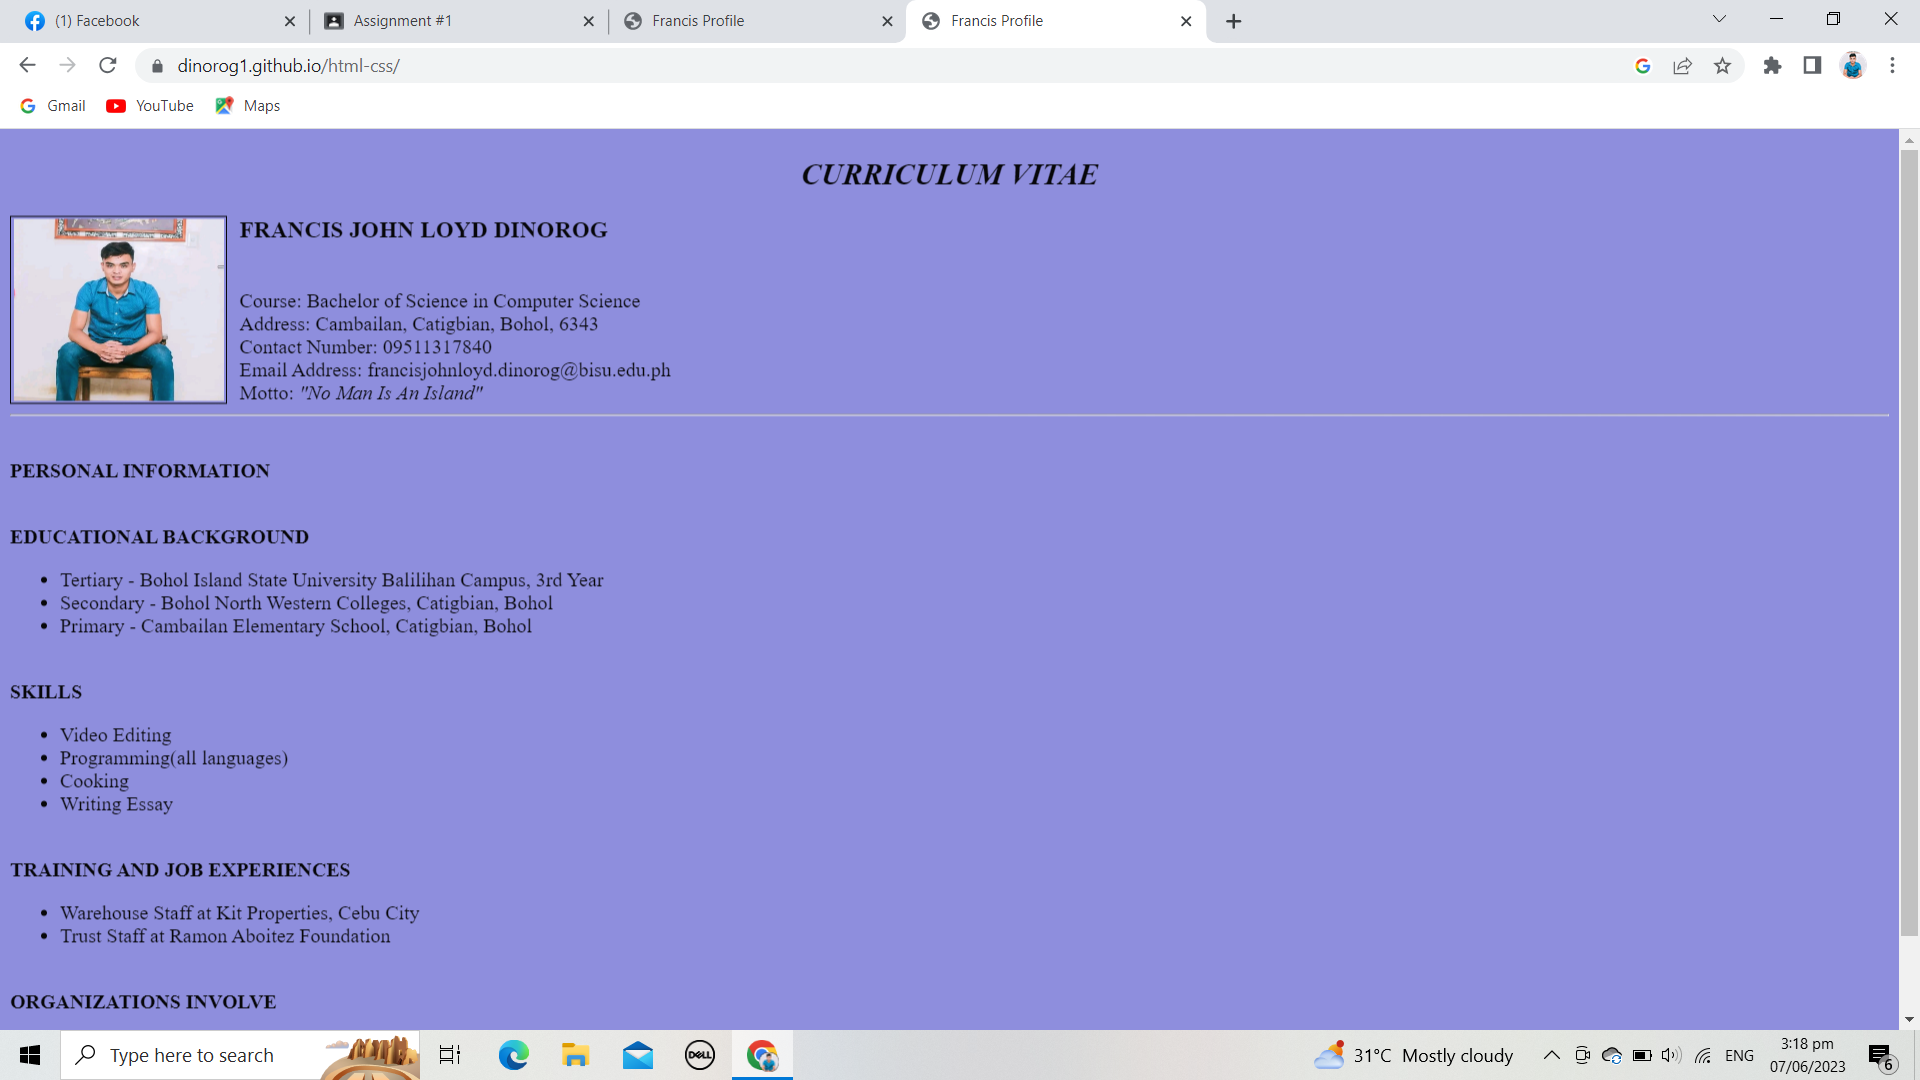 (1) Facebook
Assignment #1
Francis Profile
Francis Profile
dinorog1.github.io/html-css/
Gmail
YouTube
Maps
CURRICULUM VITAE
FRANCIS JOHN LOYD DINOROG
Course: Bachelor of Science in Computer Science
Address: Cambailan, Catigbian, Bohol, 6343
Contact Number: 09511317840
Email Address: francisjohnloyd.dinorog@bisu.edu.ph
Motto: "No Man Is An Island"
PERSONAL INFORMATION
EDUCATIONAL BACKGROUND
Tertiary - Bohol Island State University Balilihan Campus, 3rd Year
Secondary - Bohol North Western Colleges, Catigbian, Bohol
Primary - Cambailan Elementary School, Catigbian, Bohol
SKILLS
Video Editing
Programming(all languages)
Cooking
Writing Essay
TRAINING AND JOB EXPERIENCES
Warehouse Staff at Kit Properties, Cebu City
Trust Staff at Ramon Aboitez Foundation
ORGANIZATIONS INVOLVE
Type here to search
DELL
31°C Mostly cloudy
ENG
3:18 pm
07/06/2023
6